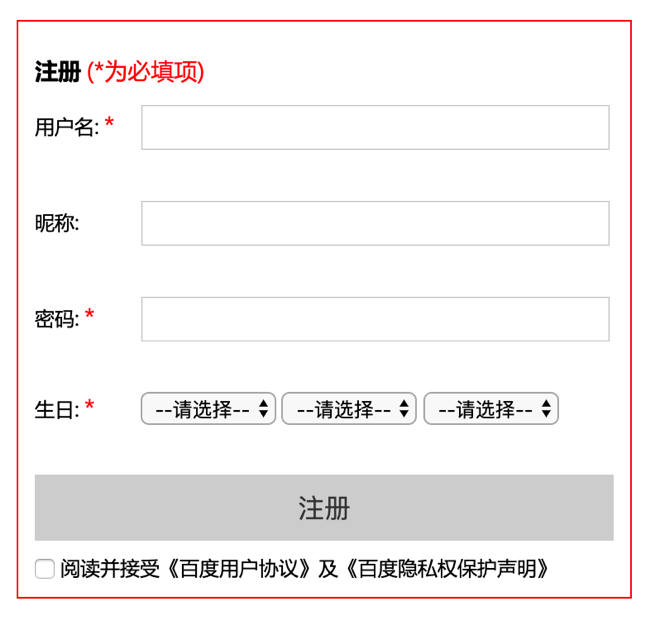 注册 (*为必填项)
用户名: *
昵称:
密码: *
生日: * --请选择-- --请选择-- --请选择--
注册
阅读并接受《百度用户协议》及《百度隐私权保护声明》